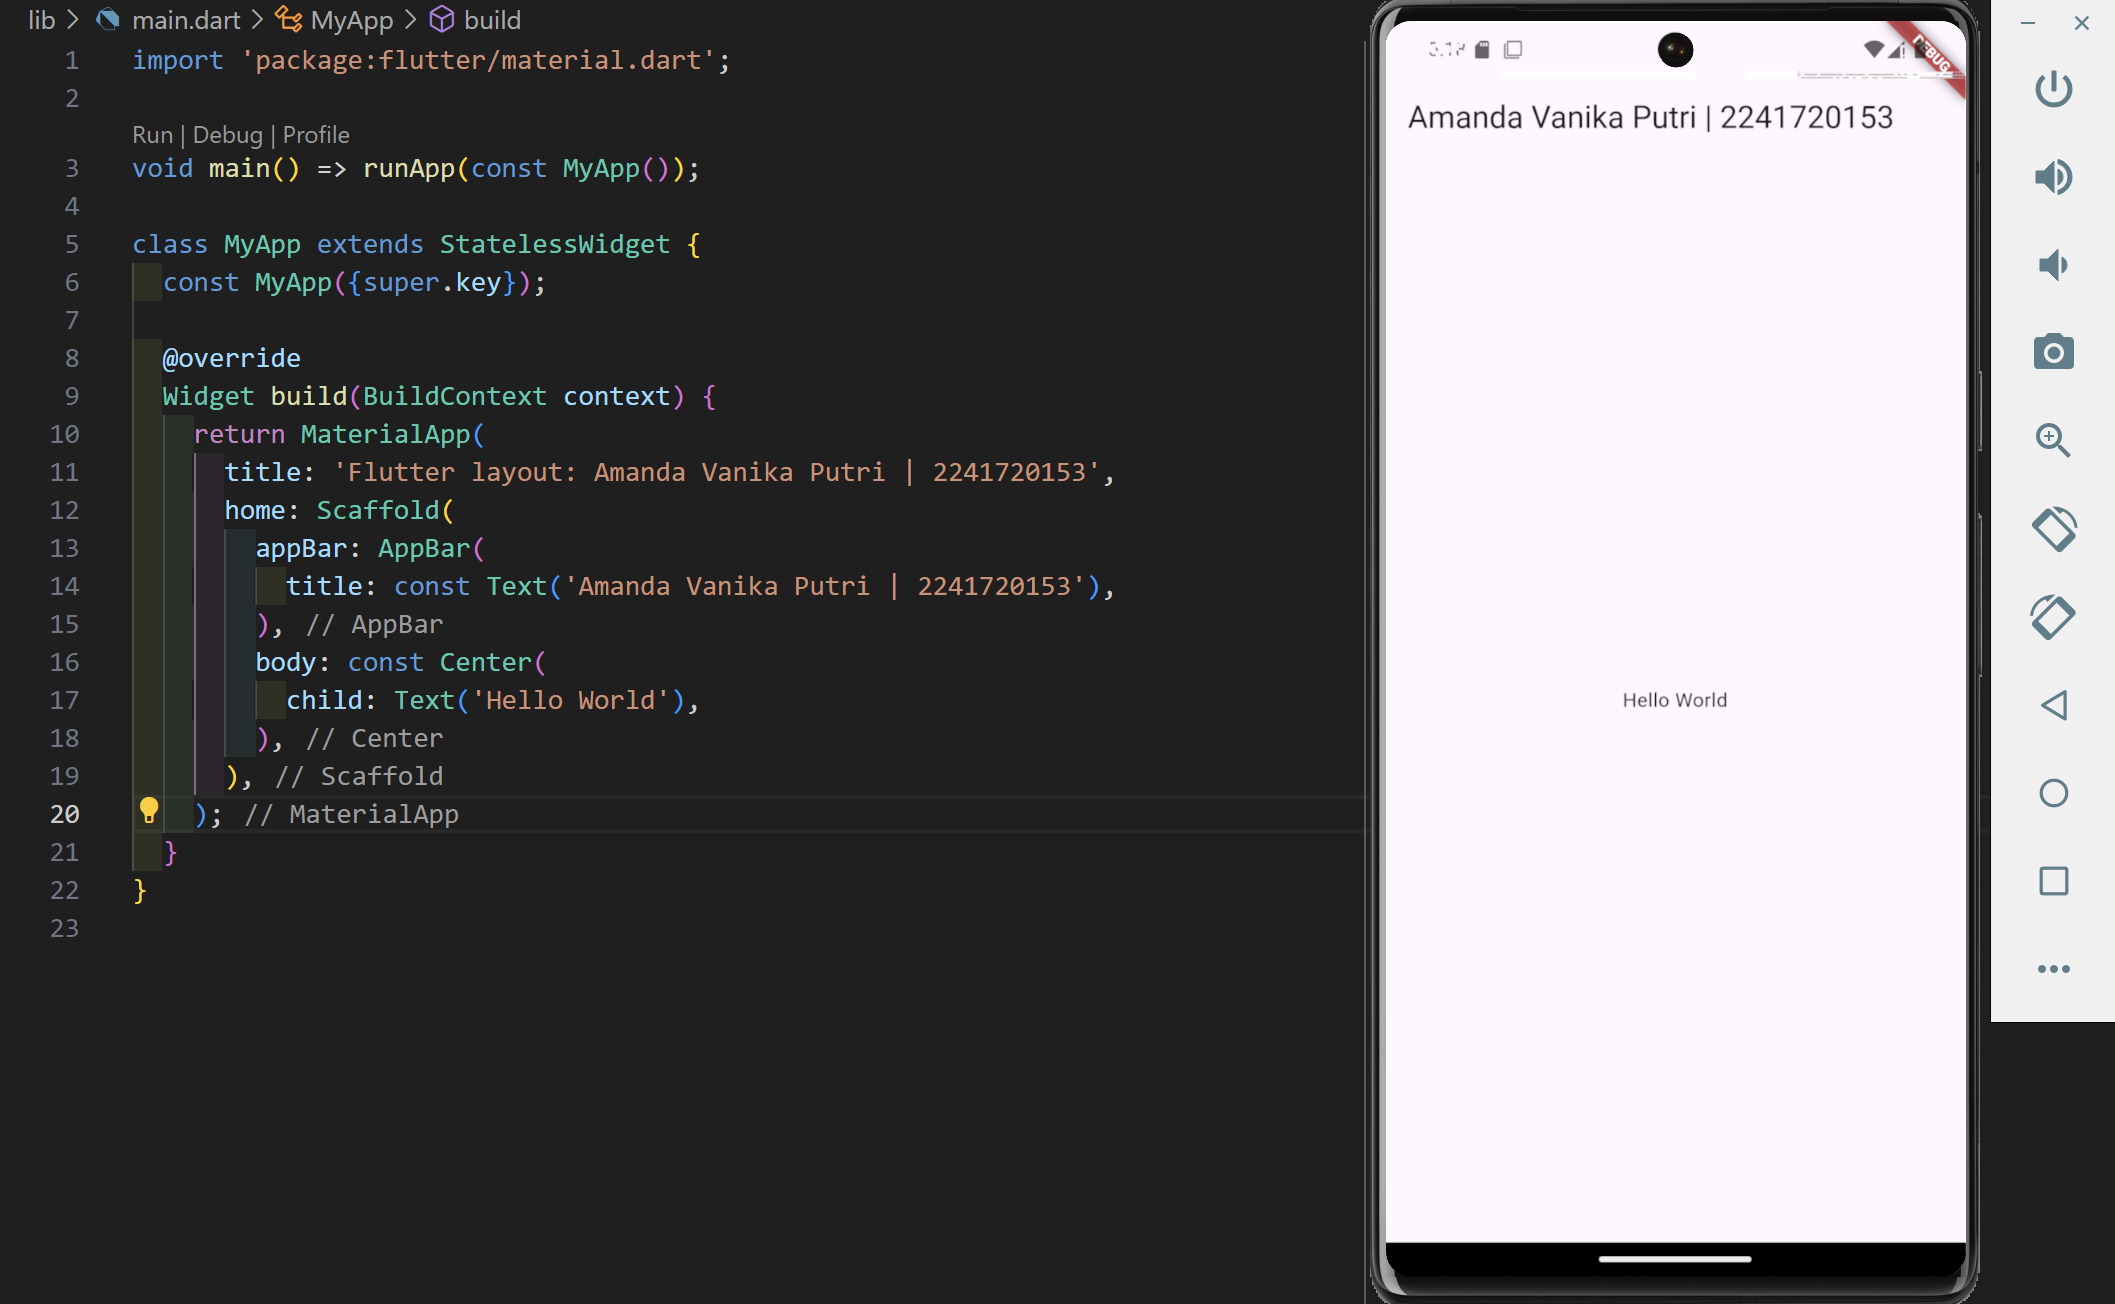 lib > main.dart > MyApp > build
1 import 'package:flutter/material.dart';
2
Run | Debug | Profile
3 void main() => runApp(const MyApp());
4
5 class MyApp extends StatelessWidget {
6   const MyApp({super.key});
7
8   @override
9   Widget build(BuildContext context) {
10     return MaterialApp(
11       title: 'Flutter layout: Amanda Vanika Putri | 2241720153',
12       home: Scaffold(
13         appBar: AppBar(
14           title: const Text('Amanda Vanika Putri | 2241720153'),
15         ), // AppBar
16         body: const Center(
17           child: Text('Hello World'),
18         ), // Center
19       ), // Scaffold
20     ); // MaterialApp
21   }
22 }
23
DEBUG
Amanda Vanika Putri | 2241720153
Hello World